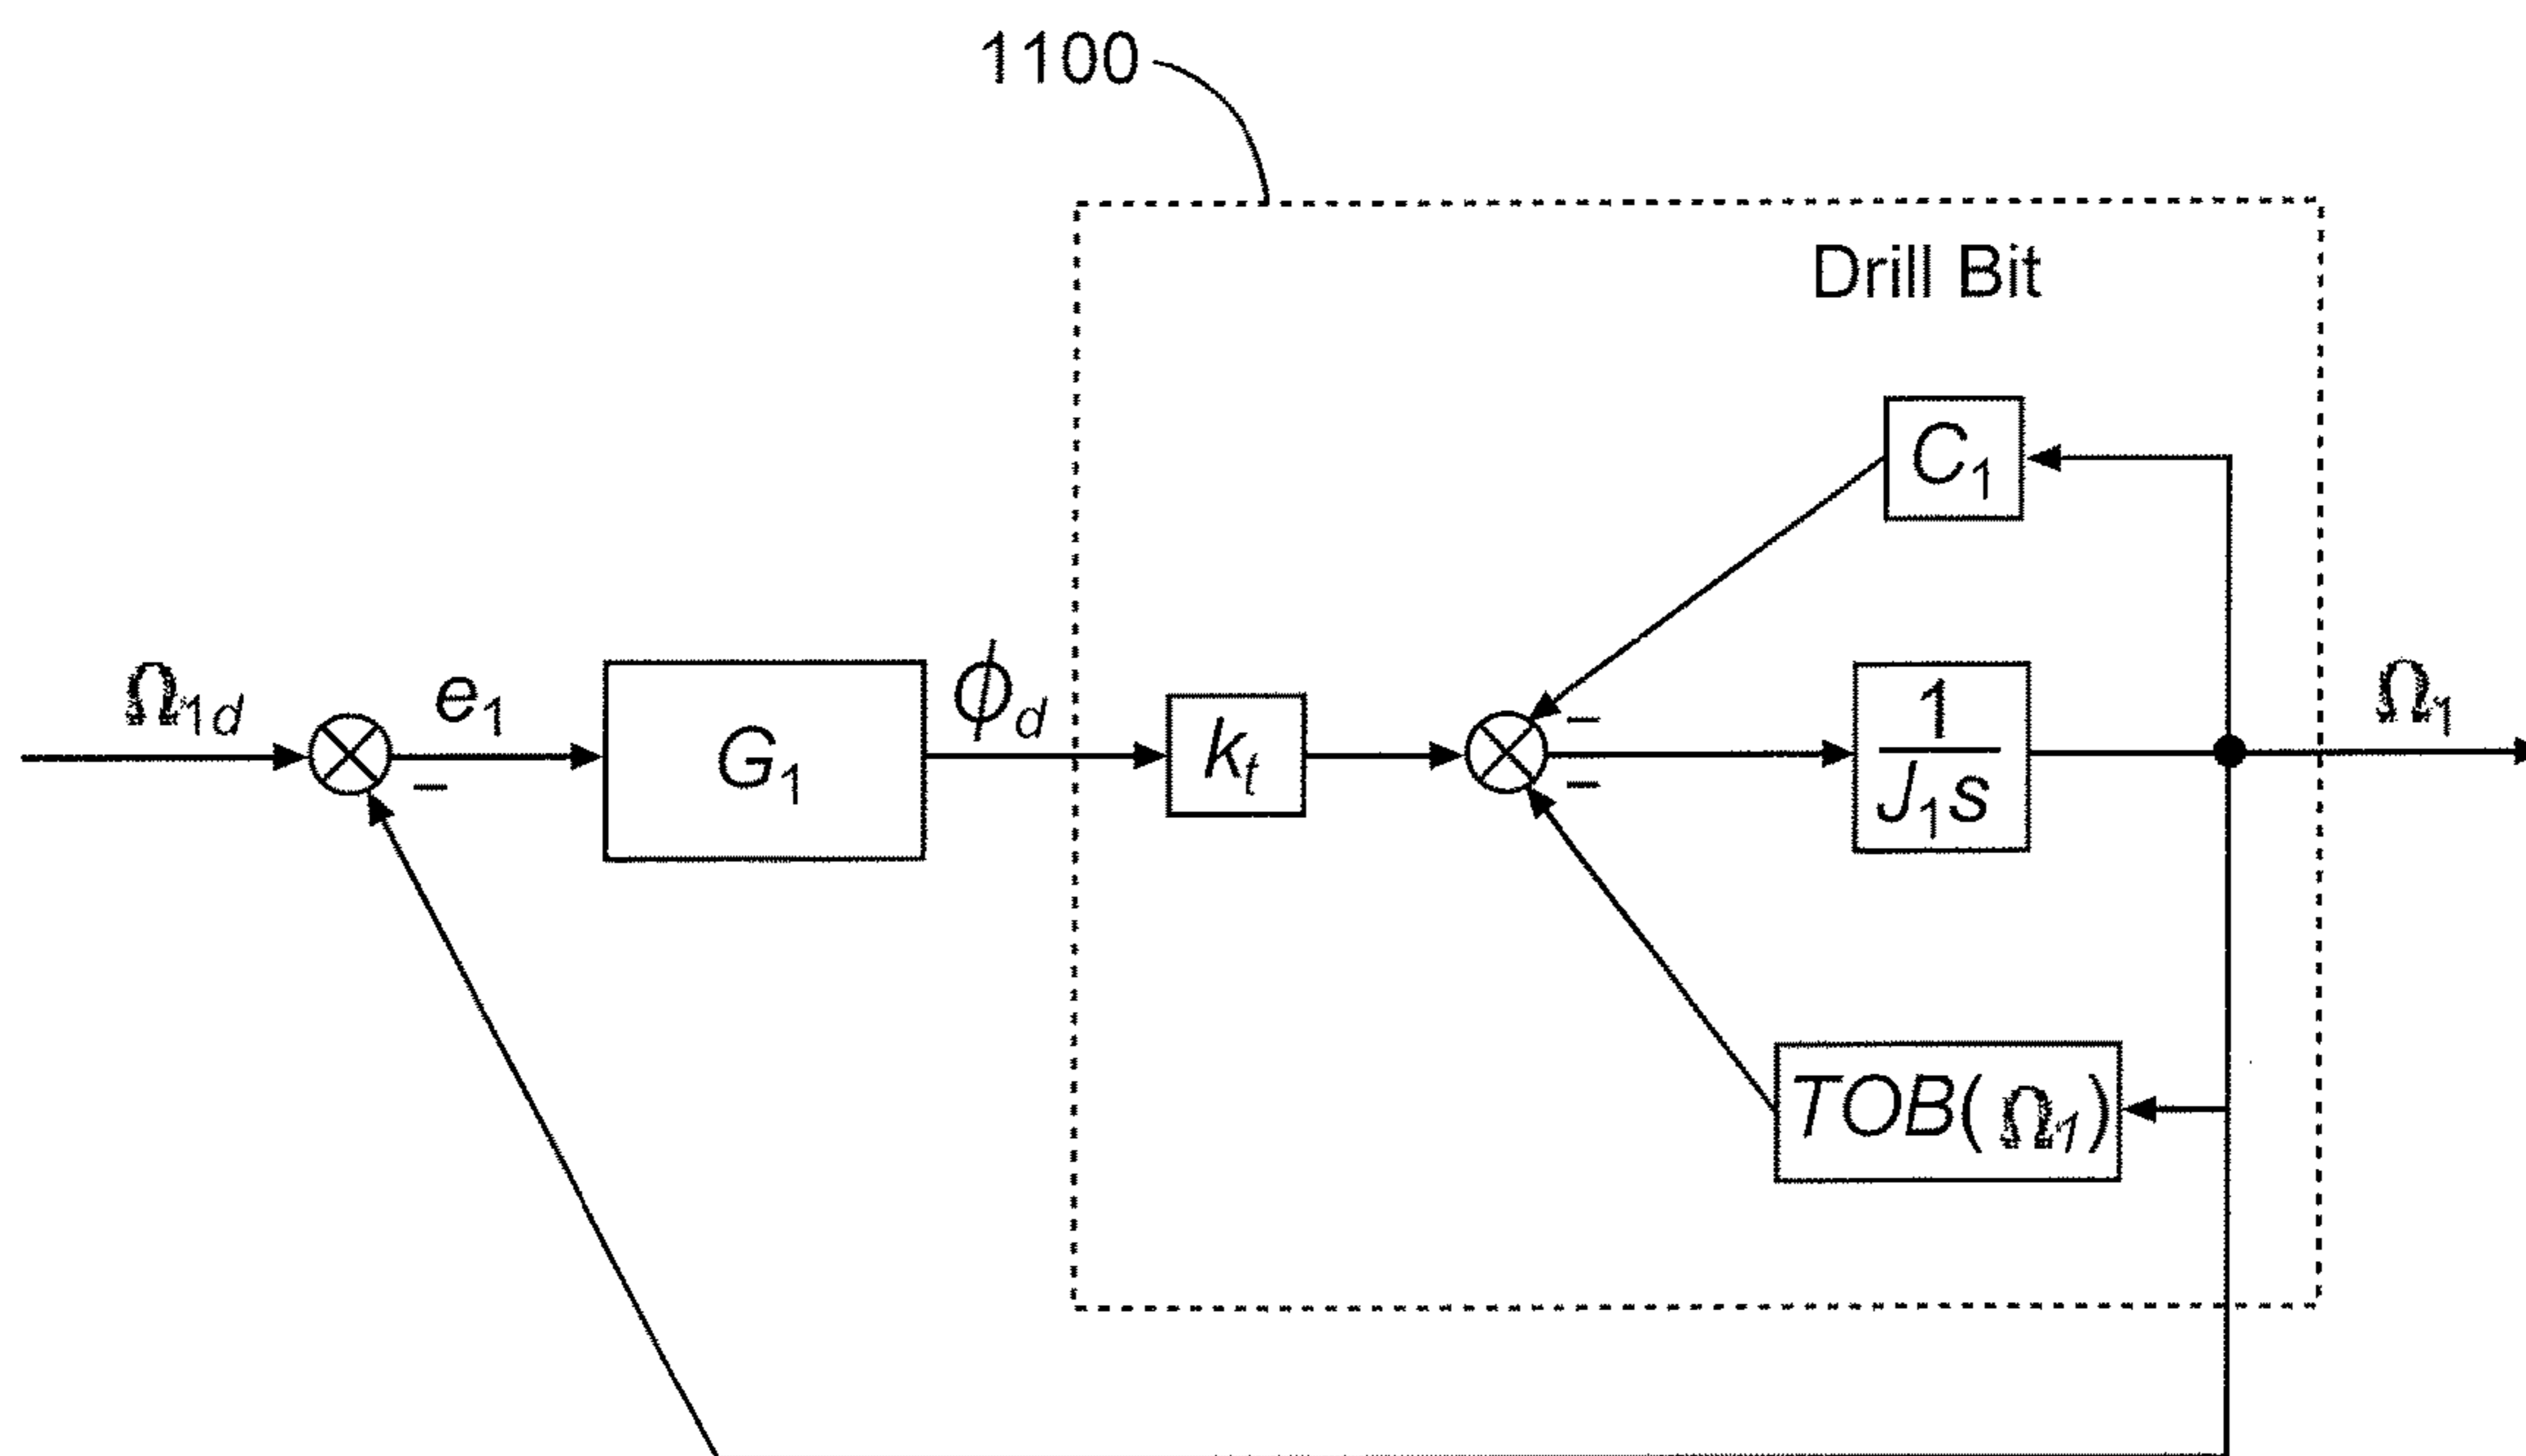 1100
Drill Bit
C₁
Ω₁d e₁ G₁ ϕd kt 1/J₁s Ω₁
−
−
−
TOB(Ω₁)